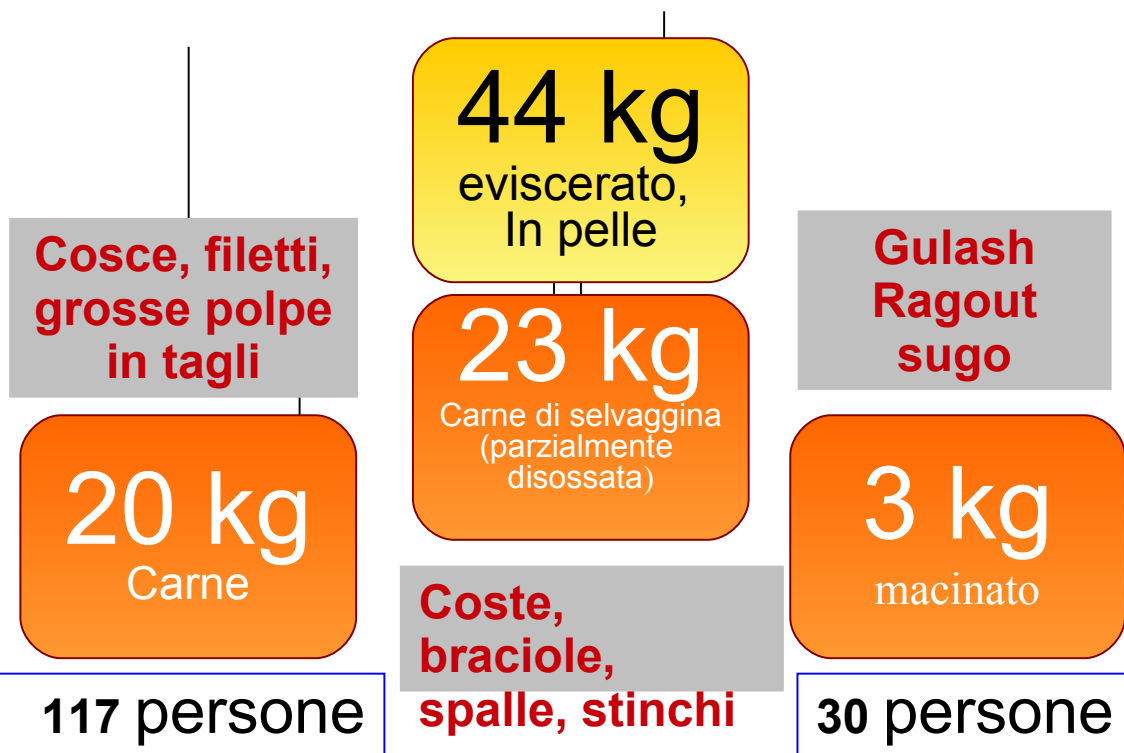 44 kg
eviscerato,
In pelle
Cosce, filetti,
grosse polpe
in tagli
23 kg
Carne di selvaggina
(parzialmente
disossata)
Gulash
Ragout
sugo
20 kg
Carne
3 kg
macinato
Coste,
braciole,
spalle, stinchi
117 persone
30 persone